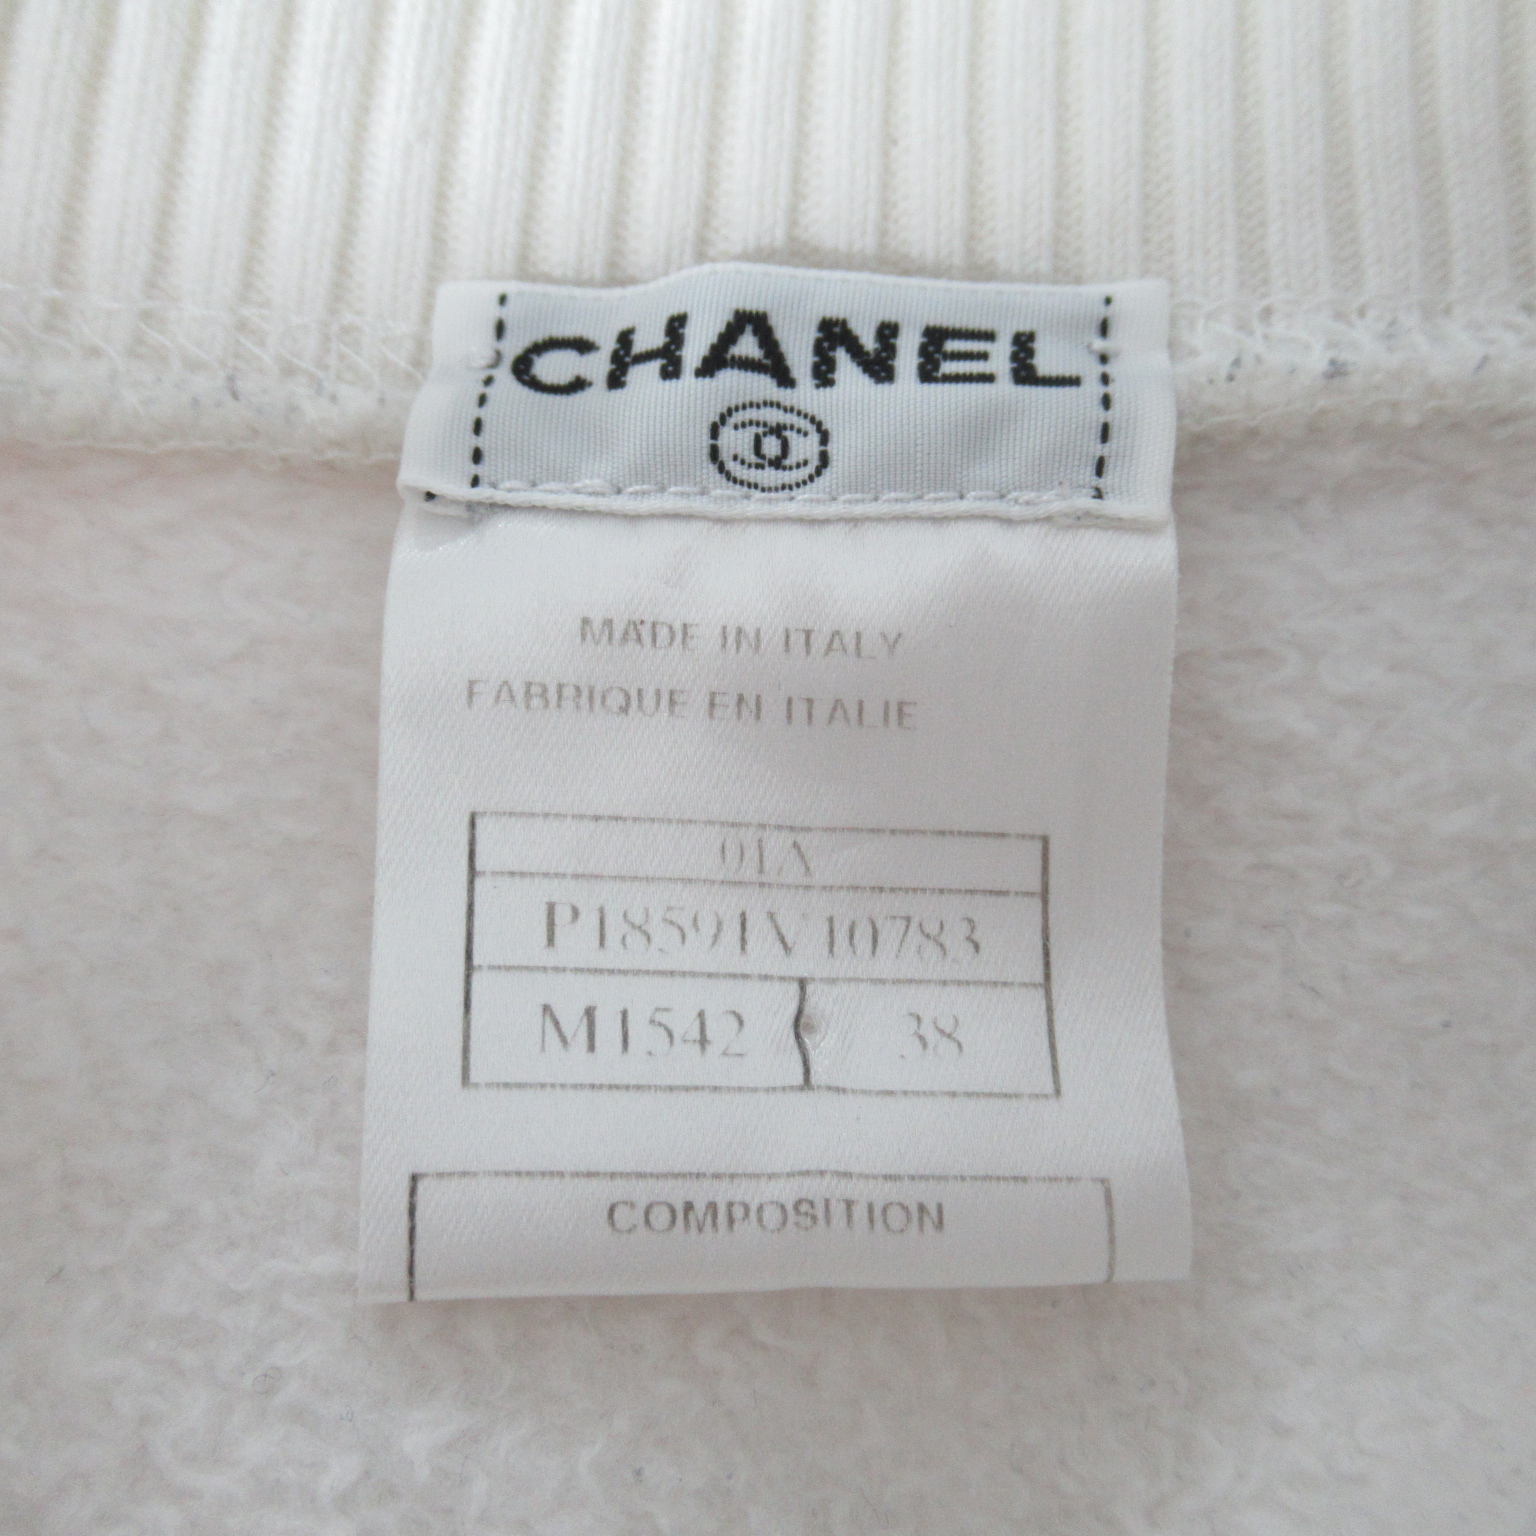 CHANEL
MADE IN ITALY
FABRIQUE EN ITALIE
01A
P18591V10783
M1542 38
COMPOSITION